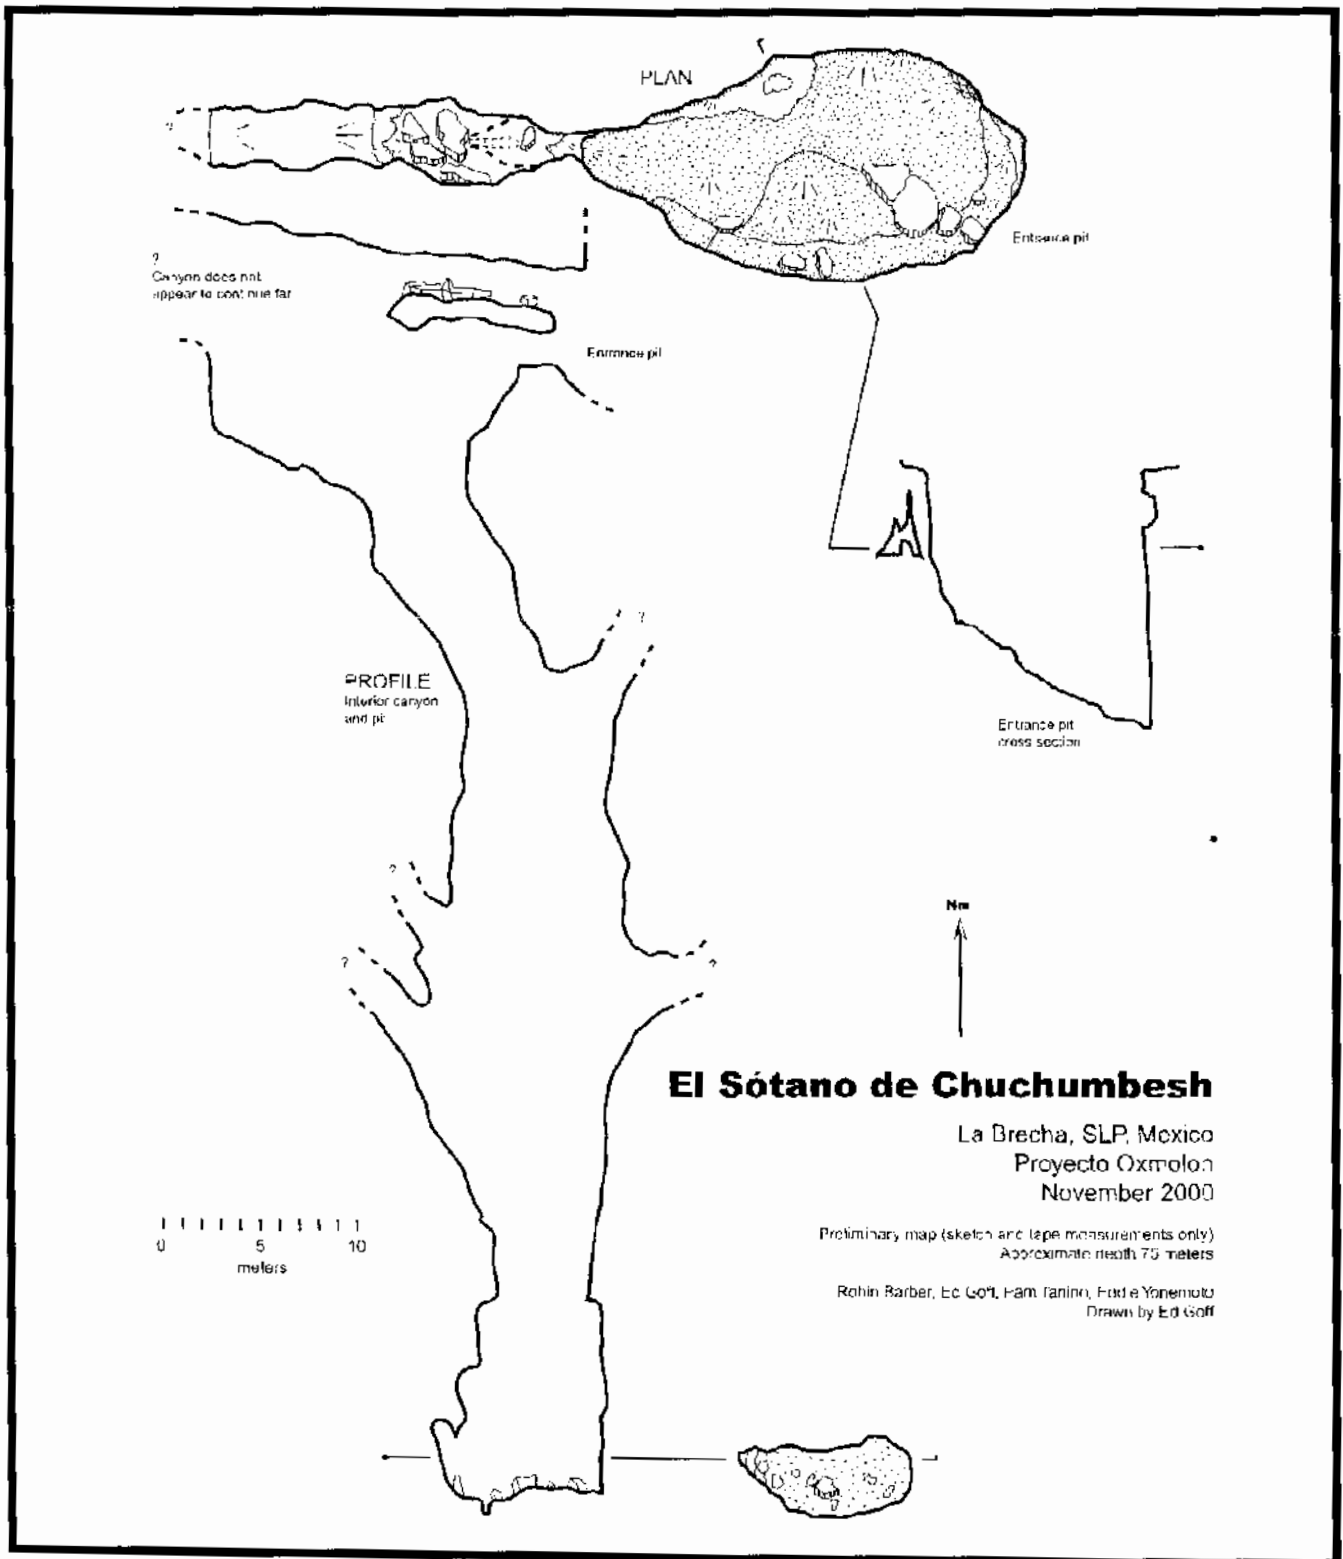 PLAN
?
Entrance pit
?
Canyon does not
appear to continue far
Entrance pit
?
PROFILE
Interior canyon
and pit
Entrance pit
cross section
?
?
?
Nm
El Sótano de Chuchumbesh
La Brecha, SLP, Mexico
Proyecto Oxmolon
November 2000
0 5 10
meters
Preliminary map (sketch and tape measurements only)
Approximate depth 75 meters
Robin Barber, Ed Goff, Pam Tanino, Eddie Yonemoto
Drawn by Ed Goff